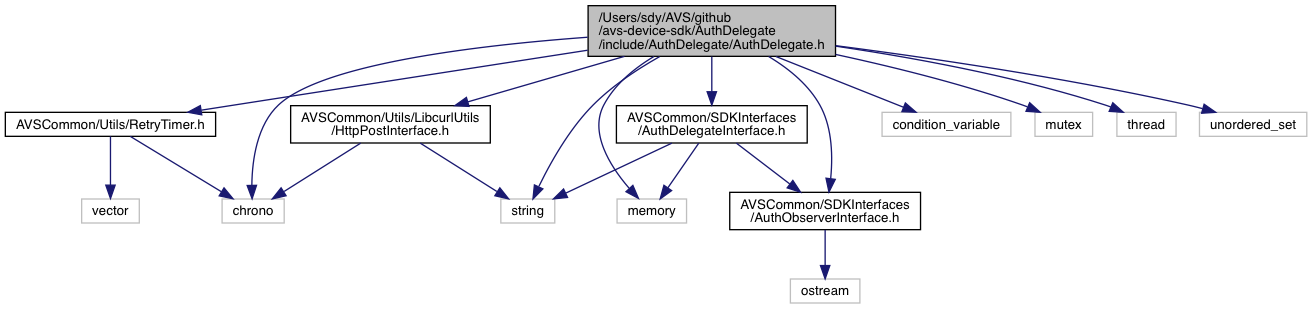 /Users/sdy/AVS/github
/avs-device-sdk/AuthDelegate
/include/AuthDelegate/AuthDelegate.h
AVSCommon/Utils/RetryTimer.h
AVSCommon/Utils/LibcurlUtils
/HttpPostInterface.h
AVSCommon/SDKInterfaces
/AuthDelegateInterface.h
condition_variable
mutex
thread
unordered_set
vector
chrono
string
memory
AVSCommon/SDKInterfaces
/AuthObserverInterface.h
ostream